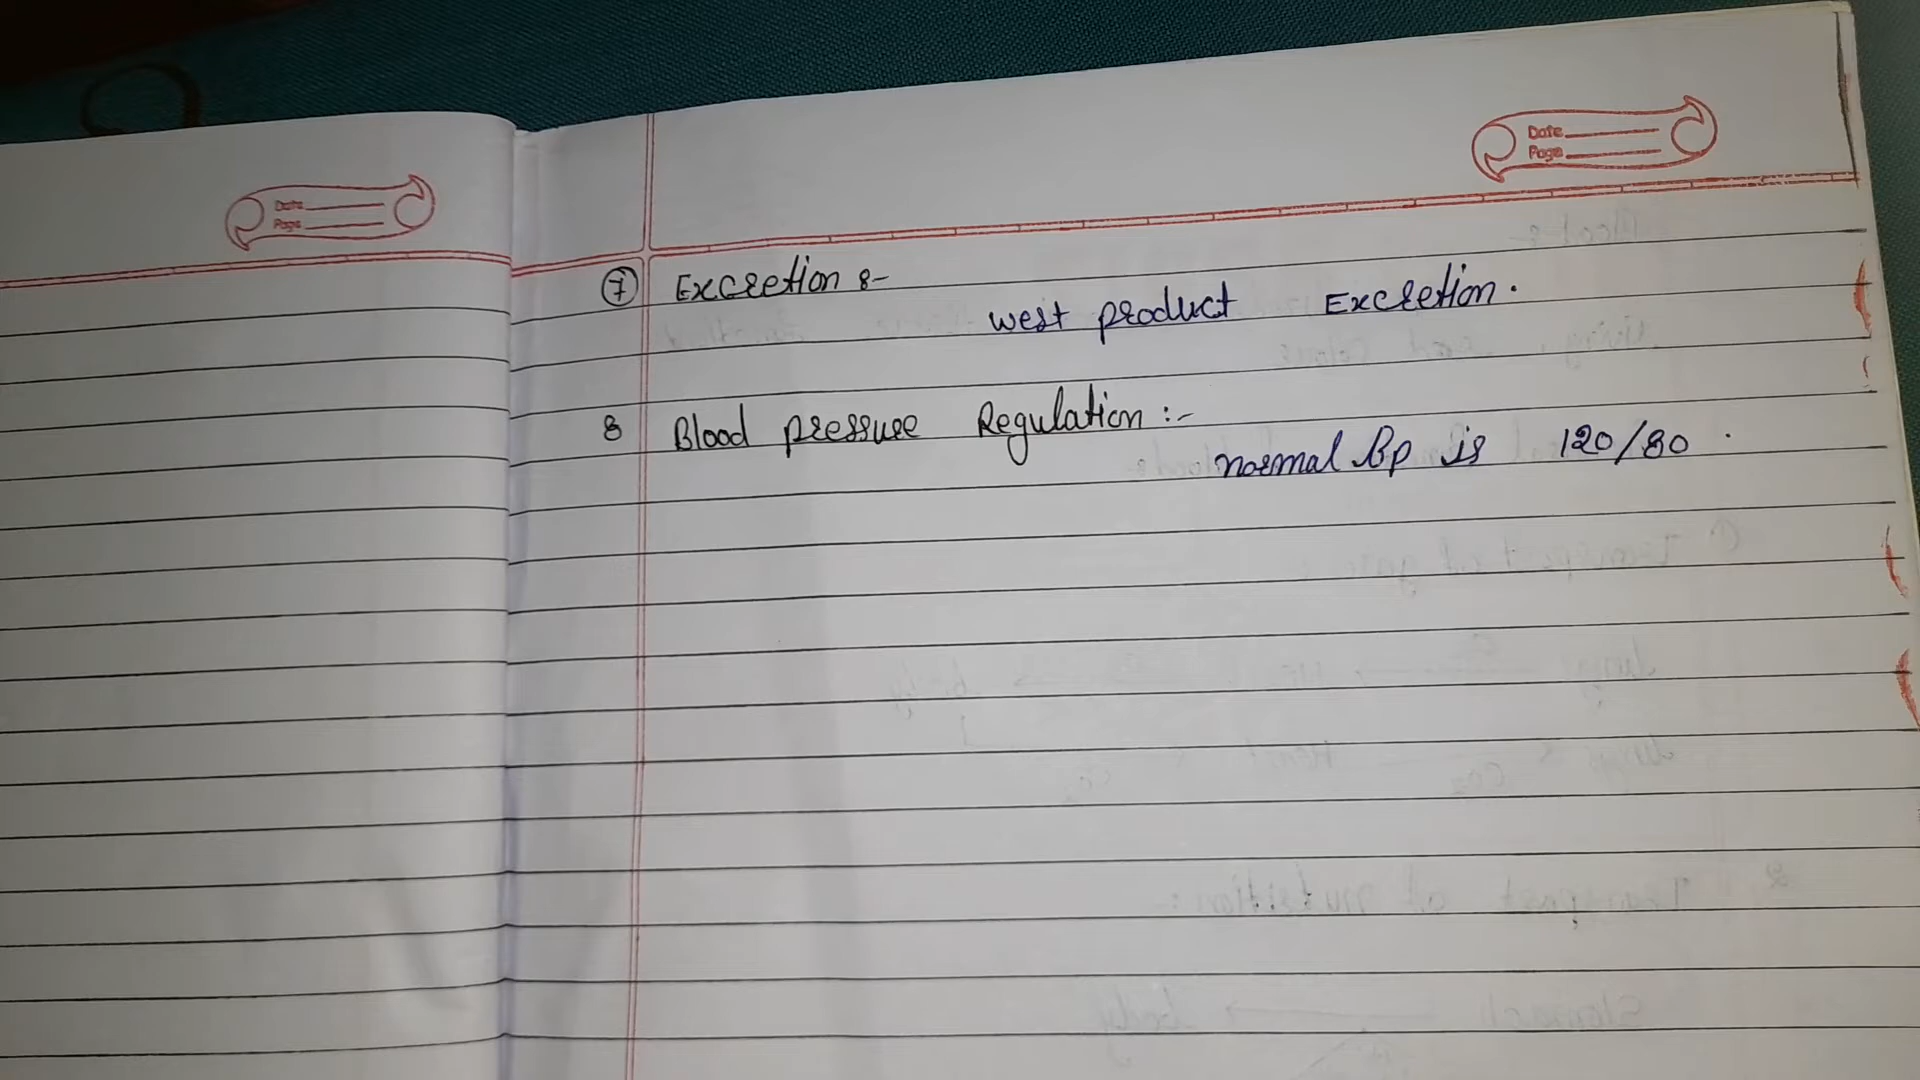 Date
Page
Date
Page
⑦ Excretion :-
west product Excretion.
8 Blood pressure Regulation :-
normal Bp is 120/80.